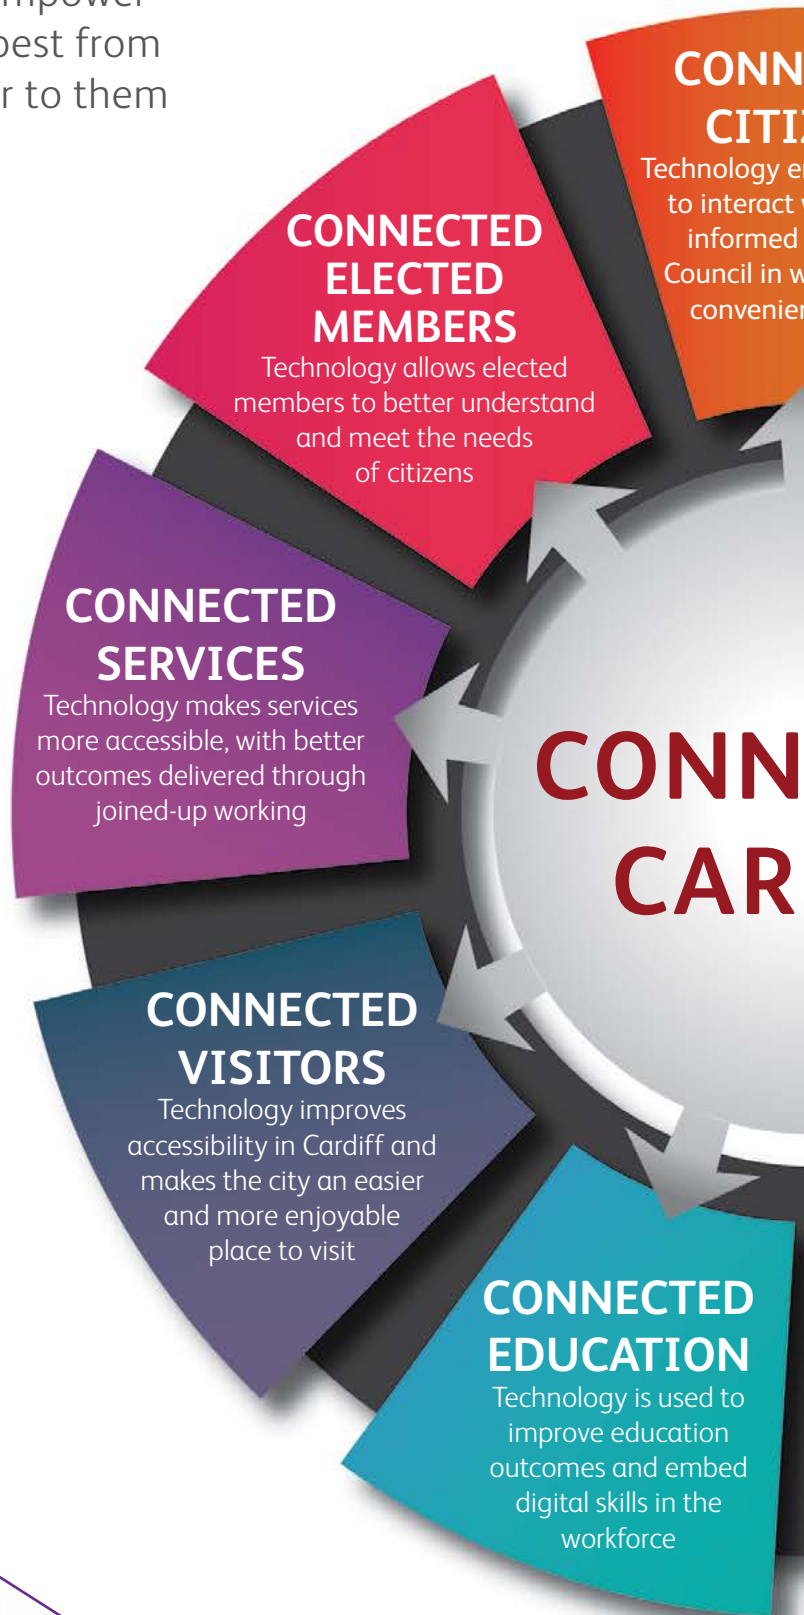 best from
r to them
CONN
CITI
Technology
to interact
informed
Council in
convenien
CONNECTED
ELECTED
MEMBERS
Technology allows elected
members to better understand
and meet the needs
of citizens
CONNECTED
SERVICES
Technology makes services
more accessible, with better
outcomes delivered through
joined-up working
CONN
CAR
CONNECTED
VISITORS
Technology improves
accessibility in Cardiff and
makes the city an easier
and more enjoyable
place to visit
CONNECTED
EDUCATION
Technology is used to
improve education
outcomes and embed
digital skills in the
workforce